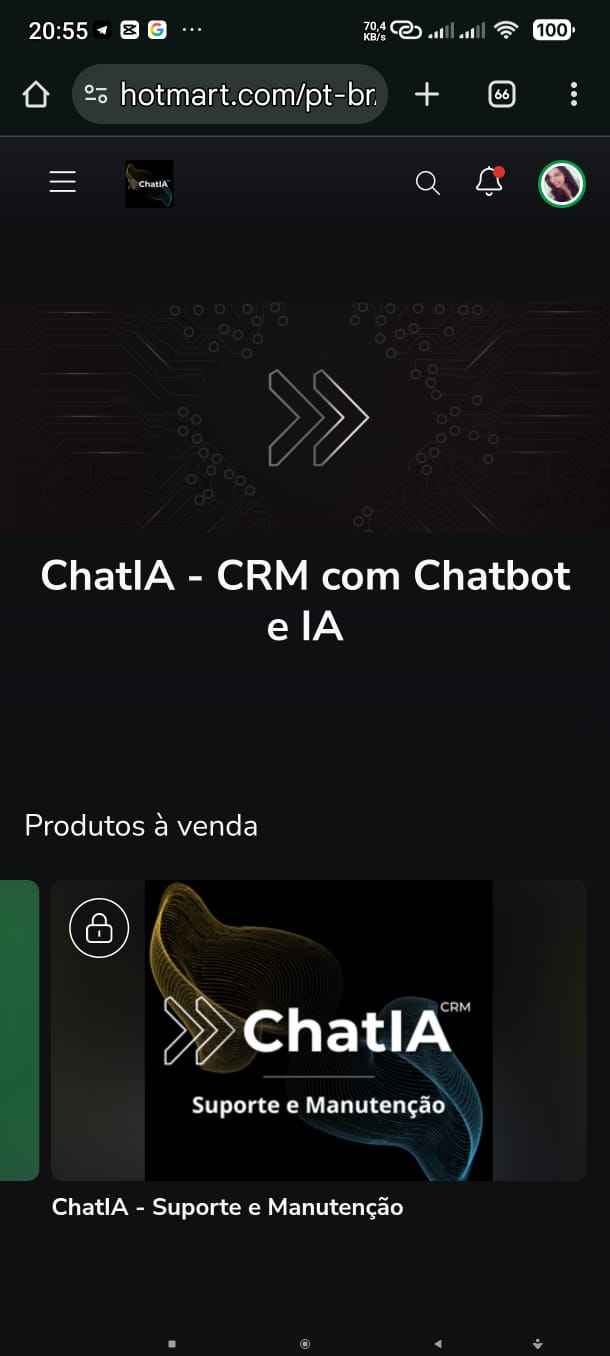 20:55
70,4
KB/s
100
hotmart.com/pt-br
66
ChatIA
ChatIA - CRM com Chatbot
e IA
Produtos à venda
ChatIA CRM
Suporte e Manutenção
ChatIA - Suporte e Manutenção